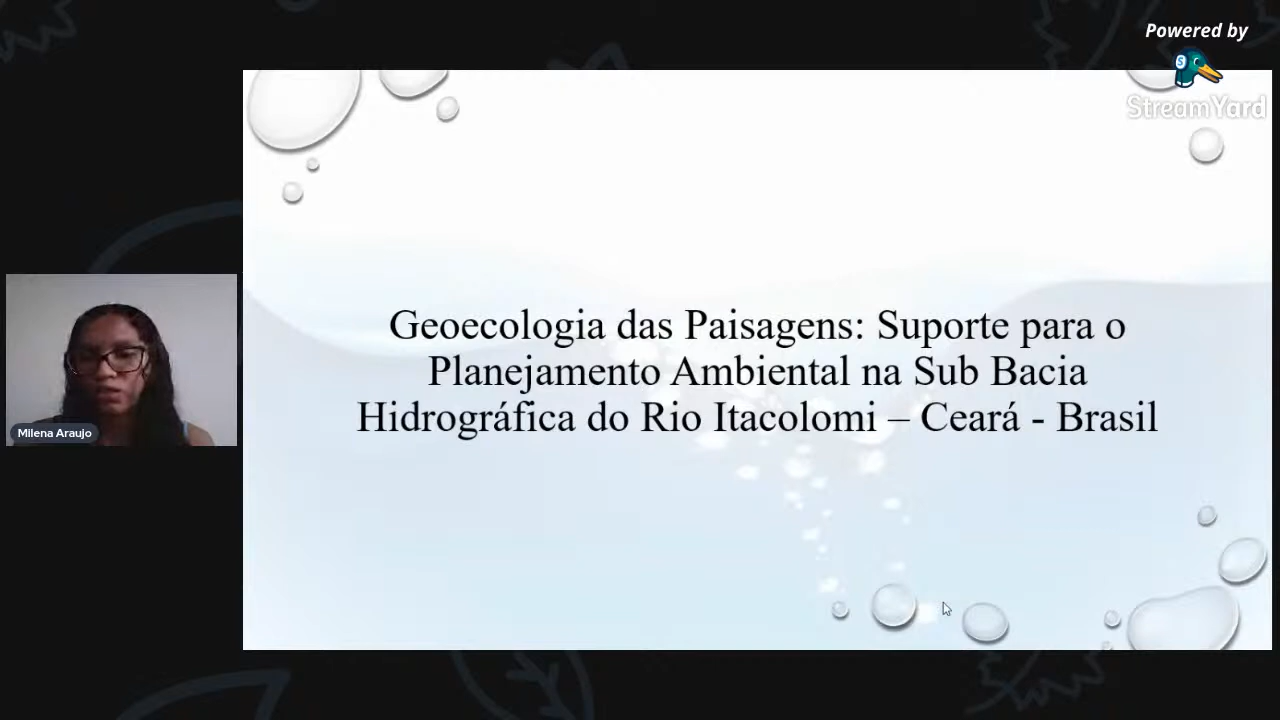 Powered by
StreamYard
Geoecologia das Paisagens: Suporte para o
Planejamento Ambiental na Sub Bacia
Hidrográfica do Rio Itacolomi – Ceará - Brasil
Milena Araujo